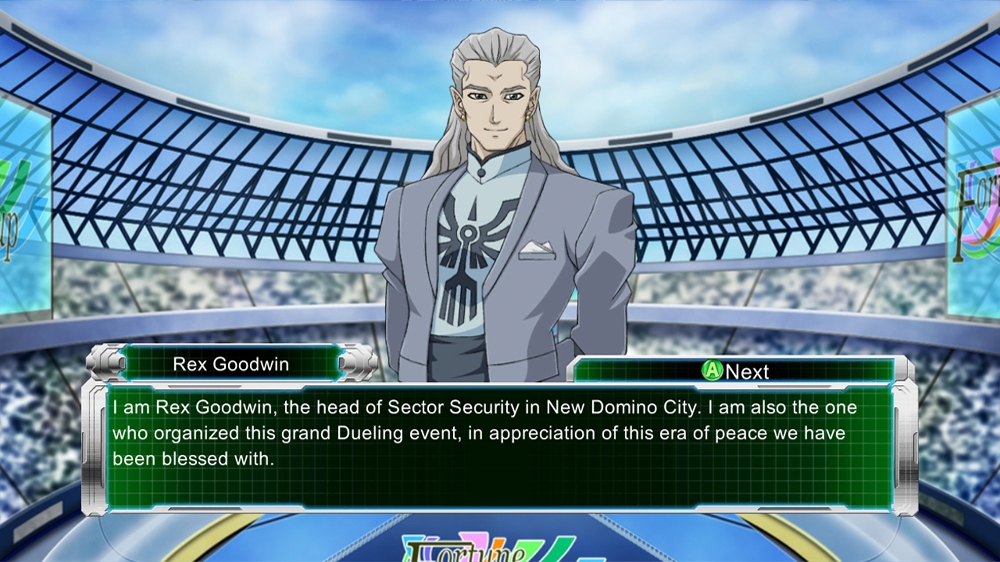 Rex Goodwin
A Next
I am Rex Goodwin, the head of Sector Security in New Domino City. I am also the one
who organized this grand Dueling event, in appreciation of this era of peace we have
been blessed with.
Fortune